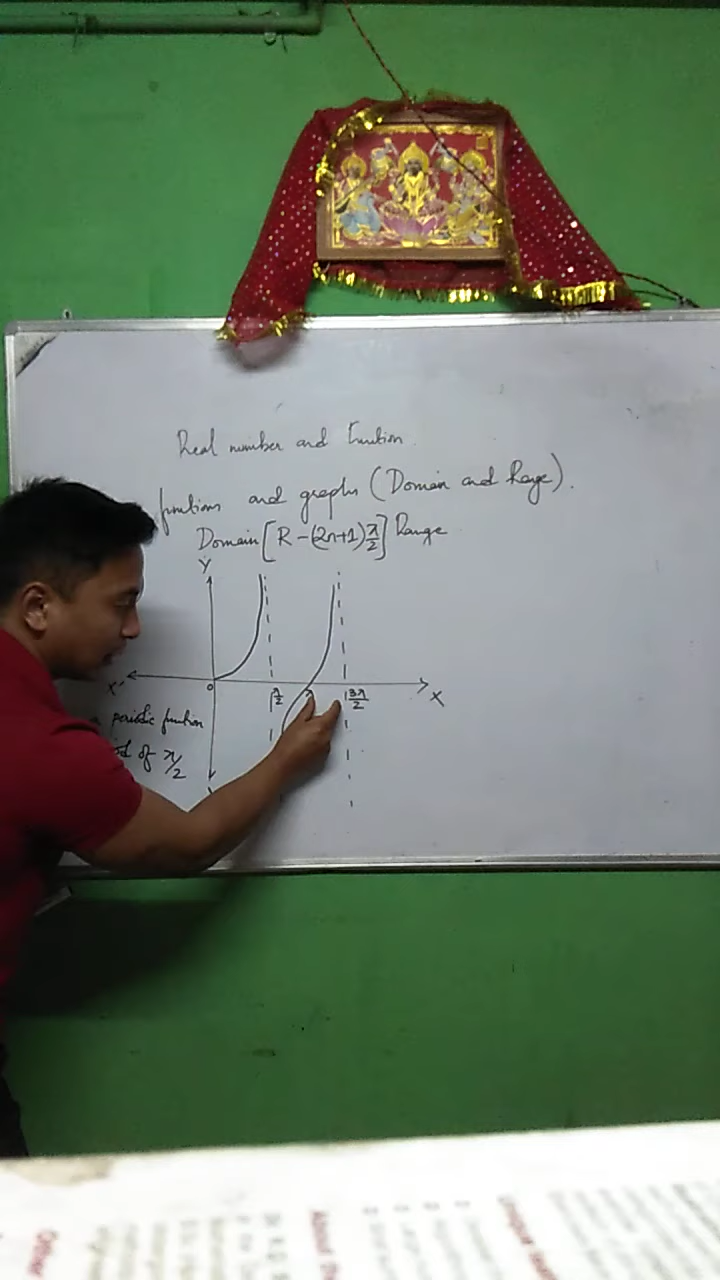 Real number and Function.
functions and graphs (Domain and Range).
Domain [R - (2n+1) π/2] Range
Y
X' 0 π/2 π 3π/2 X
periodic function
of π/2